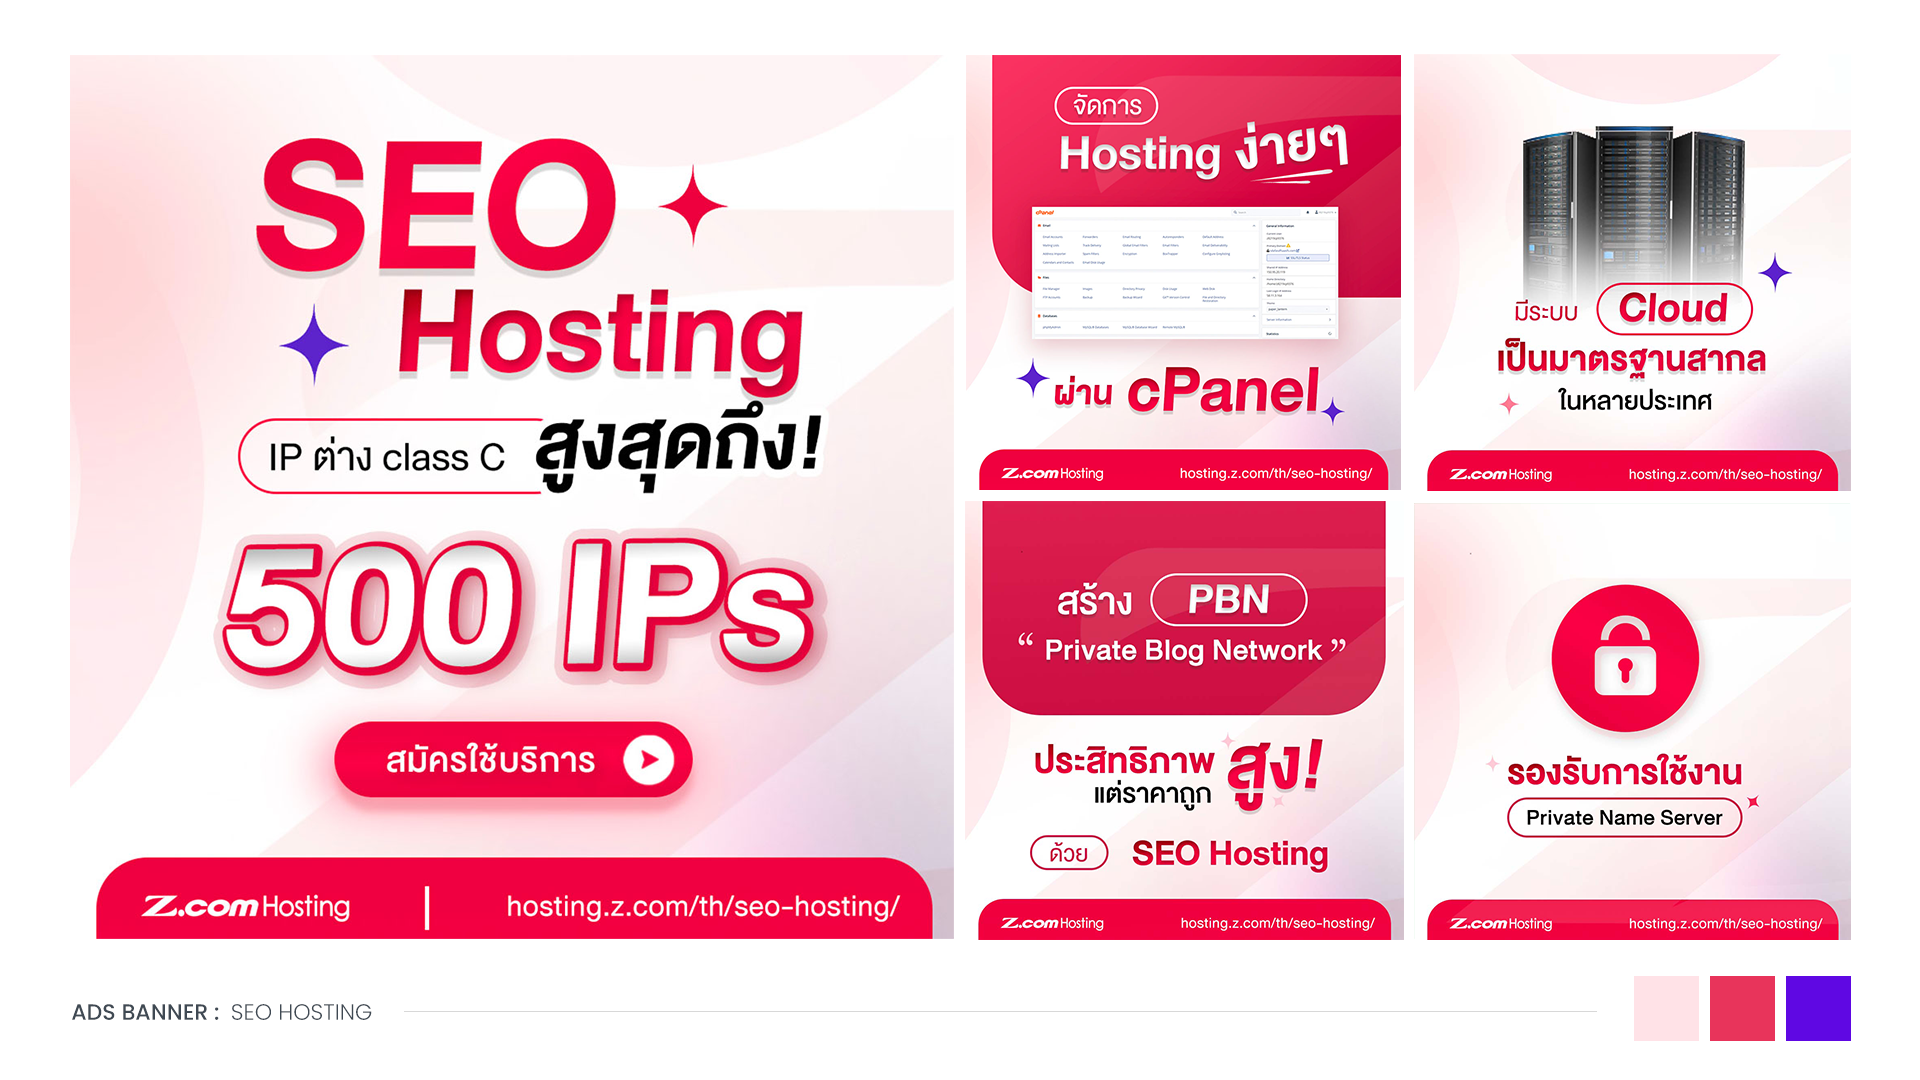 SEO
Hosting
IP ต่าง class C สูงสุดถึง!
500 IPs
สมัครใช้บริการ
Z.com Hosting | hosting.z.com/th/seo-hosting/
จัดการ
Hosting ง่ายๆ
cPanel
ผ่าน cPanel
Z.com Hosting hosting.z.com/th/seo-hosting/
มีระบบ Cloud
เป็นมาตรฐานสากล
ในหลายประเทศ
Z.com Hosting hosting.z.com/th/seo-hosting/
สร้าง PBN
“ Private Blog Network ”
ประสิทธิภาพ สูง!
แต่ราคาถูก
ด้วย SEO Hosting
Z.com Hosting hosting.z.com/th/seo-hosting/
รองรับการใช้งาน
Private Name Server
Z.com Hosting hosting.z.com/th/seo-hosting/
ADS BANNER : SEO HOSTING